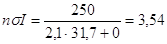 nσI = 250 / (2,1 · 31,7 + 0) = 3,54